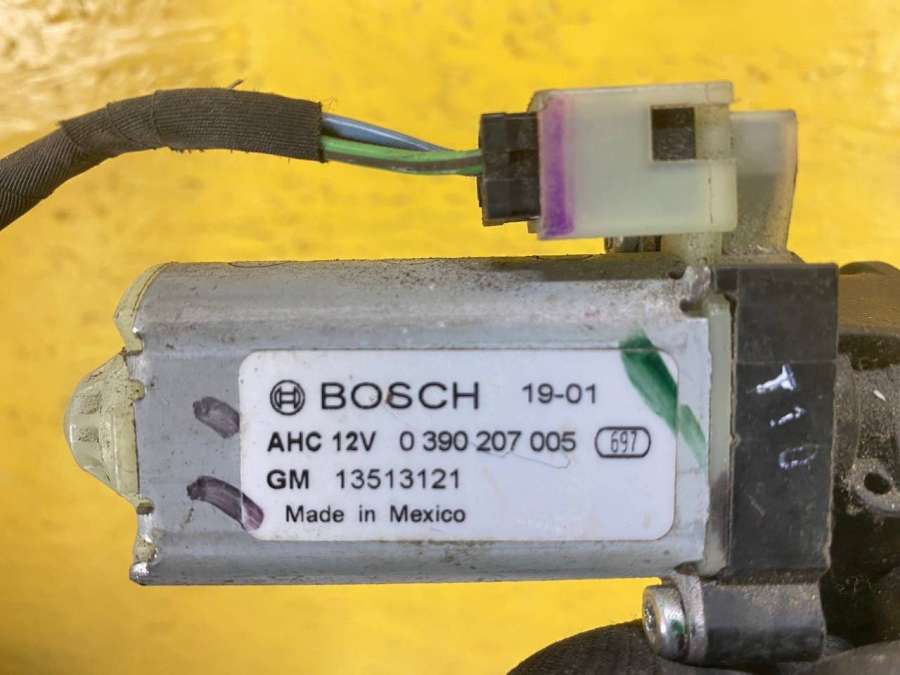 BOSCH 19-01
AHC 12V 0 390 207 005 697
GM 13513121
Made in Mexico